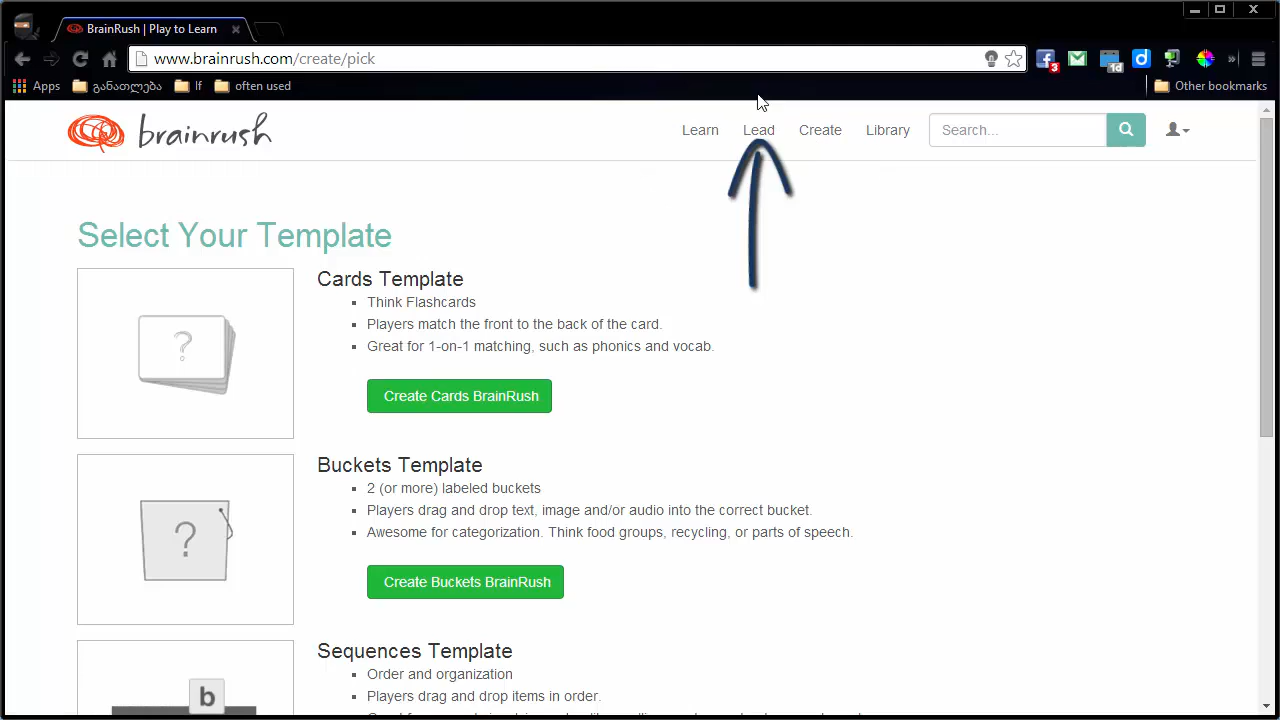 BrainRush | Play to Learn
www.brainrush.com/create/pick
3
1d
Apps განათლება lf often used Other bookmarks
brainrush
Learn Lead Create Library Search...
Select Your Template
Cards Template
Think Flashcards
Players match the front to the back of the card.
Great for 1-on-1 matching, such as phonics and vocab.
Create Cards BrainRush
Buckets Template
2 (or more) labeled buckets
Players drag and drop text, image and/or audio into the correct bucket.
Awesome for categorization. Think food groups, recycling, or parts of speech.
Create Buckets BrainRush
Sequences Template
Order and organization
Players drag and drop items in order.
b